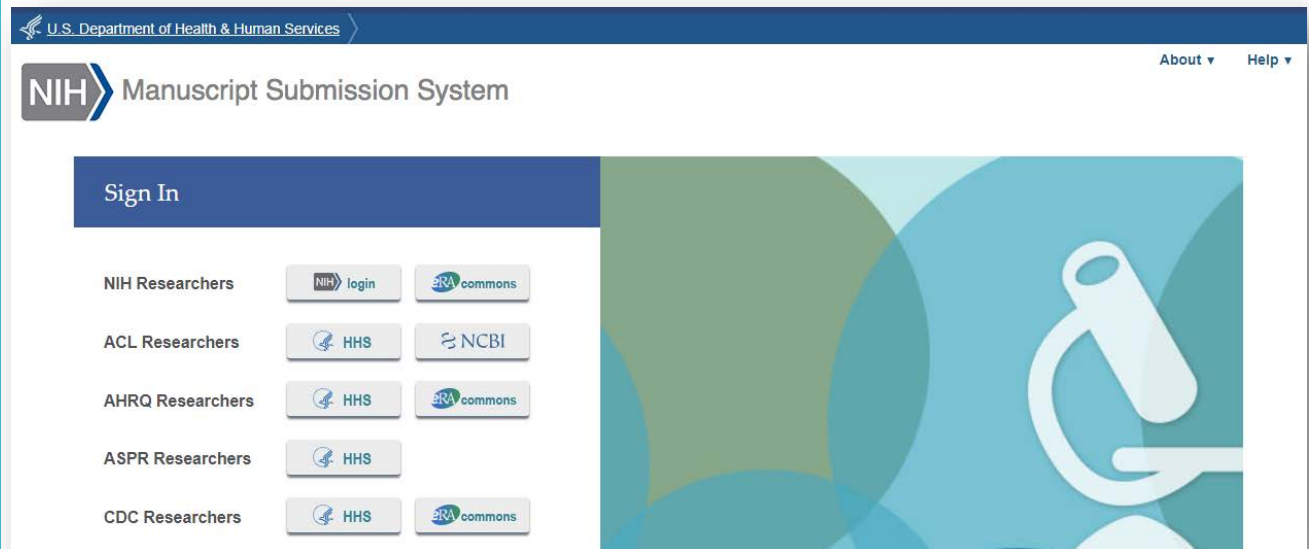 U.S. Department of Health & Human Services
About ▾ Help ▾
NIH Manuscript Submission System
Sign In
NIH Researchers NIH login eRA commons
ACL Researchers HHS NCBI
AHRQ Researchers HHS eRA commons
ASPR Researchers HHS
CDC Researchers HHS eRA commons